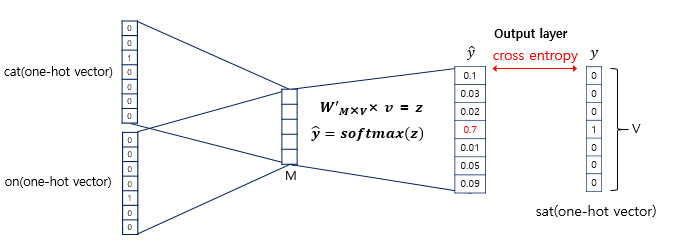 cat(one-hot vector)
0
0
1
0
0
0
0
on(one-hot vector)
0
0
0
0
1
0
0
M
W'M×V × v = z
ŷ = softmax(z)
Output layer
ŷ
cross entropy
y
0.1
0.03
0.02
0.7
0.01
0.05
0.09
0
0
0
1
0
0
0
V
sat(one-hot vector)